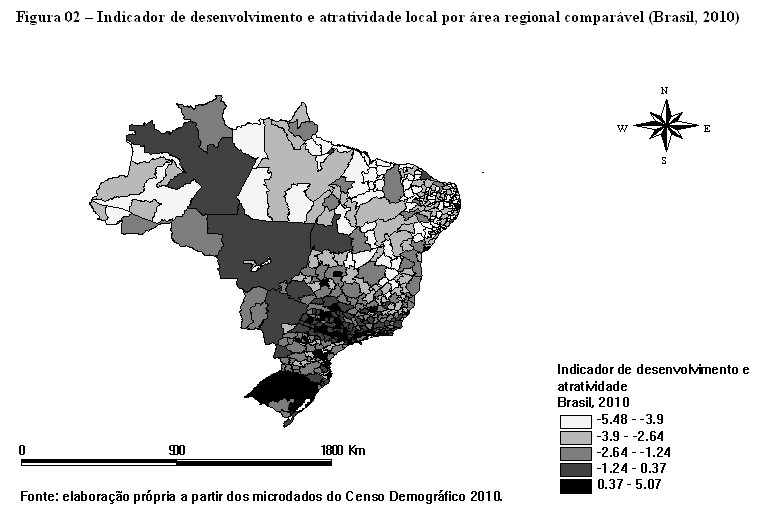 Figura 02 – Indicador de desenvolvimento e atratividade local por área regional comparável (Brasil, 2010)
N
W E
S
Indicador de desenvolvimento e
atratividade
Brasil, 2010
-5.48 - -3.9
-3.9 - -2.64
-2.64 - -1.24
-1.24 - 0.37
0.37 - 5.07
0 900 1800 Km
Fonte: elaboração própria a partir dos microdados do Censo Demográfico 2010.